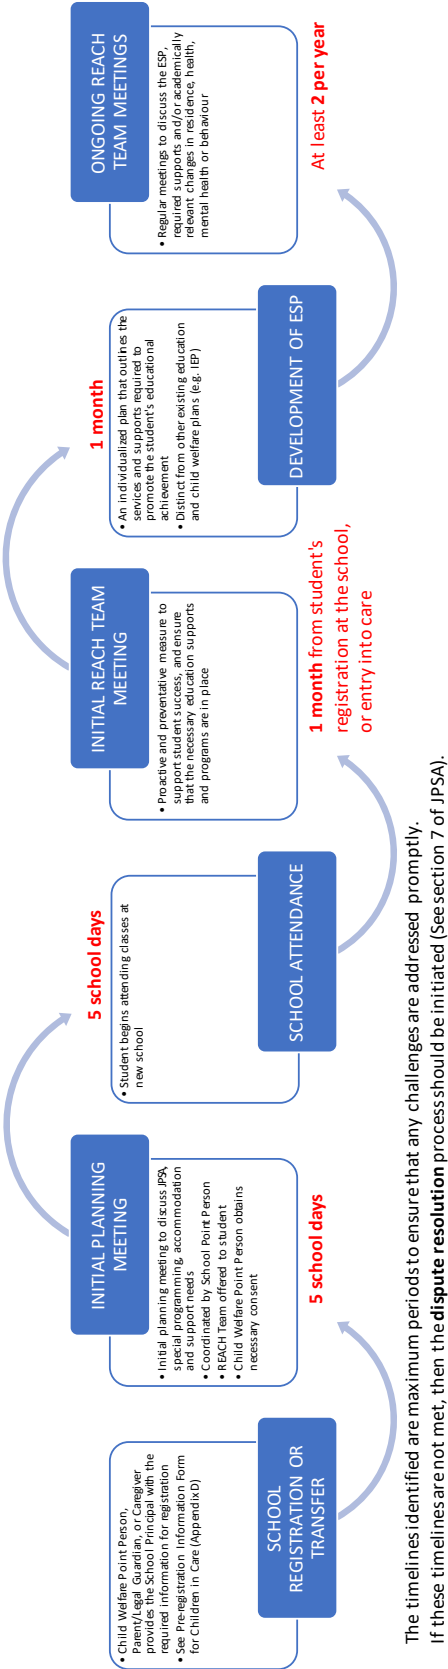 • Child Welfare Point Person,
Parent/Legal Guardian, or Caregiver
provides the School Principal with the
required information for registration
• See Pre-registration Information Form
for Children in Care (Appendix D)
SCHOOL
REGISTRATION OR
TRANSFER
INITIAL PLANNING
MEETING
• Initial planning meeting to discuss JPSA,
special programming, accommodation
and support needs
• Coordinated by School Point Person
• REACH Team offered to student
• Child Welfare Point Person obtains
necessary consent
5 school days
5 school days
• Student begins attending classes at
new school
SCHOOL ATTENDANCE
INITIAL REACH TEAM
MEETING
• Proactive and preventative measure to
support student success, and ensure
that the necessary education supports
and programs are in place
1 month from student's
registration at the school,
or entry into care
1 month
• An individualized plan that outlines the
services and supports required to
promote the student's educational
achievement
• Distinct from other existing education
and child welfare plans (e.g. IEP)
DEVELOPMENT OF ESP
ONGOING REACH
TEAM MEETINGS
• Regular meetings to discuss the ESP,
required supports and/or academically
relevant changes in residence, health,
mental health or behaviour
At least 2 per year
The timelines identified are maximum periods to ensure that any challenges are addressed promptly.
If these timelines are not met, then the dispute resolution process should be initiated (See section 7 of JPSA).